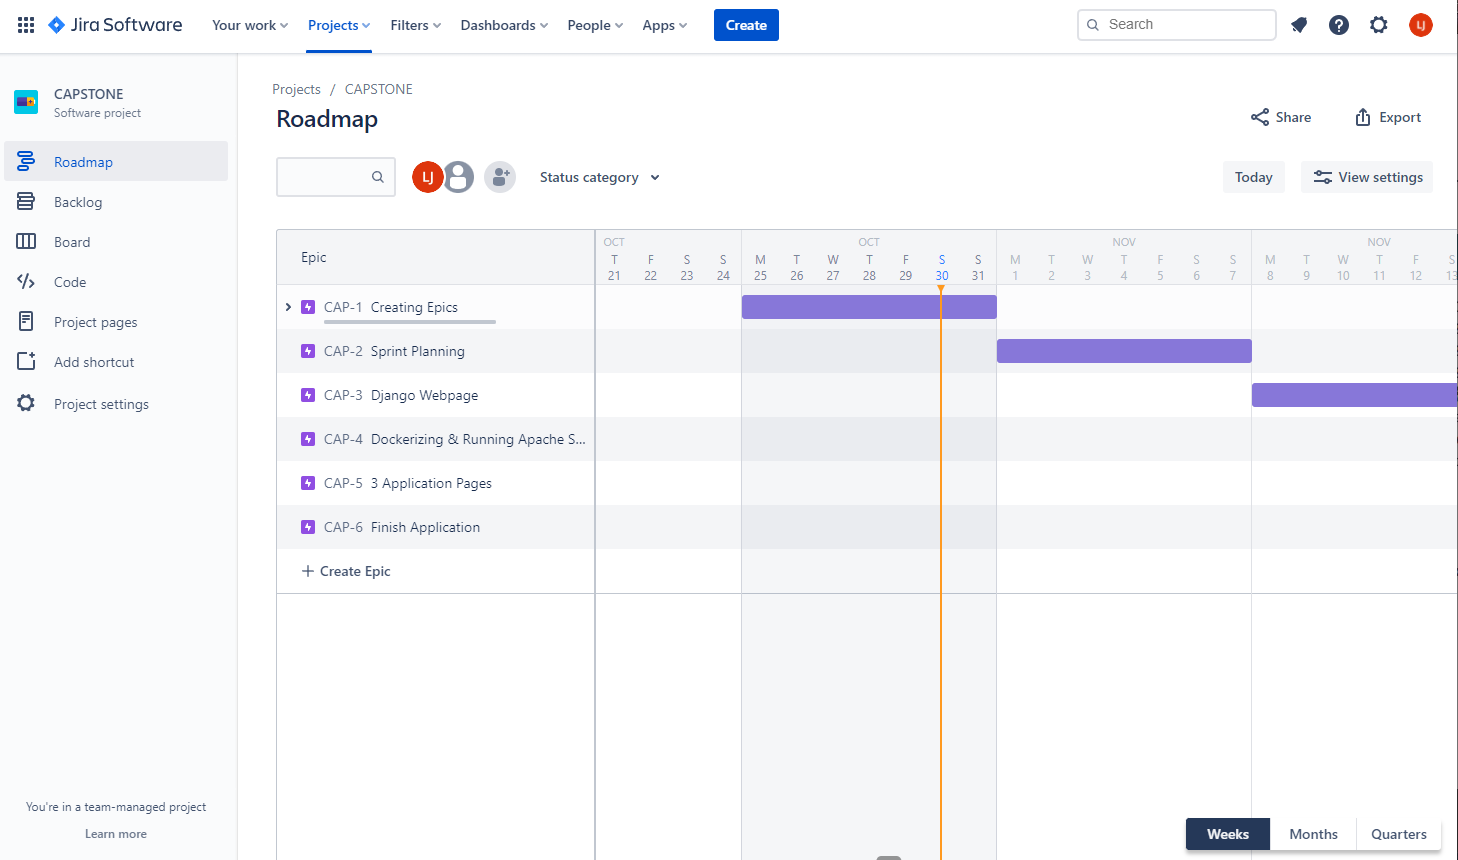 Jira Software Your work Projects Filters Dashboards People Apps Create Search LJ
CAPSTONE
Software project
Roadmap
Backlog
Board
Code
Project pages
Add shortcut
Project settings
You're in a team-managed project
Learn more
Projects / CAPSTONE
Roadmap
Share Export
LJ Status category Today View settings
Epic
OCT OCT NOV NOV
T F S S M T W T F S S M T W T F S S M T W T F S
21 22 23 24 25 26 27 28 29 30 31 1 2 3 4 5 6 7 8 9 10 11 12 13
CAP-1 Creating Epics
CAP-2 Sprint Planning
CAP-3 Django Webpage
CAP-4 Dockerizing & Running Apache S...
CAP-5 3 Application Pages
CAP-6 Finish Application
+ Create Epic
Weeks Months Quarters